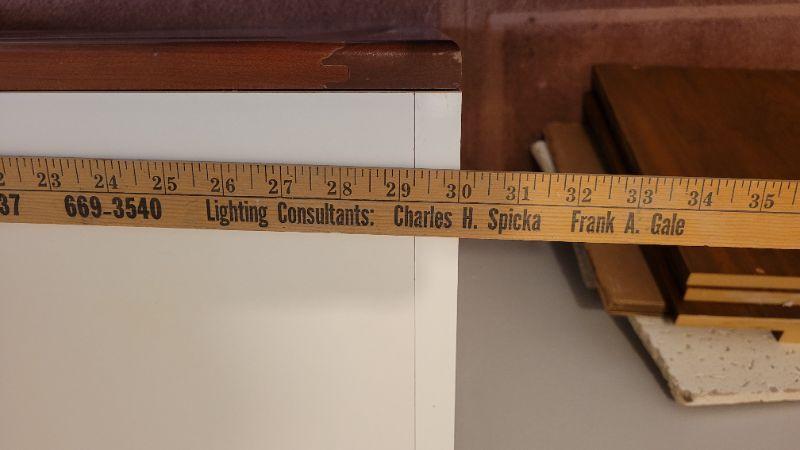 2 23 24 25 26 27 28 29 30 31 32 33 34 35
37 669-3540 Lighting Consultants: Charles H. Spicka Frank A. Gale